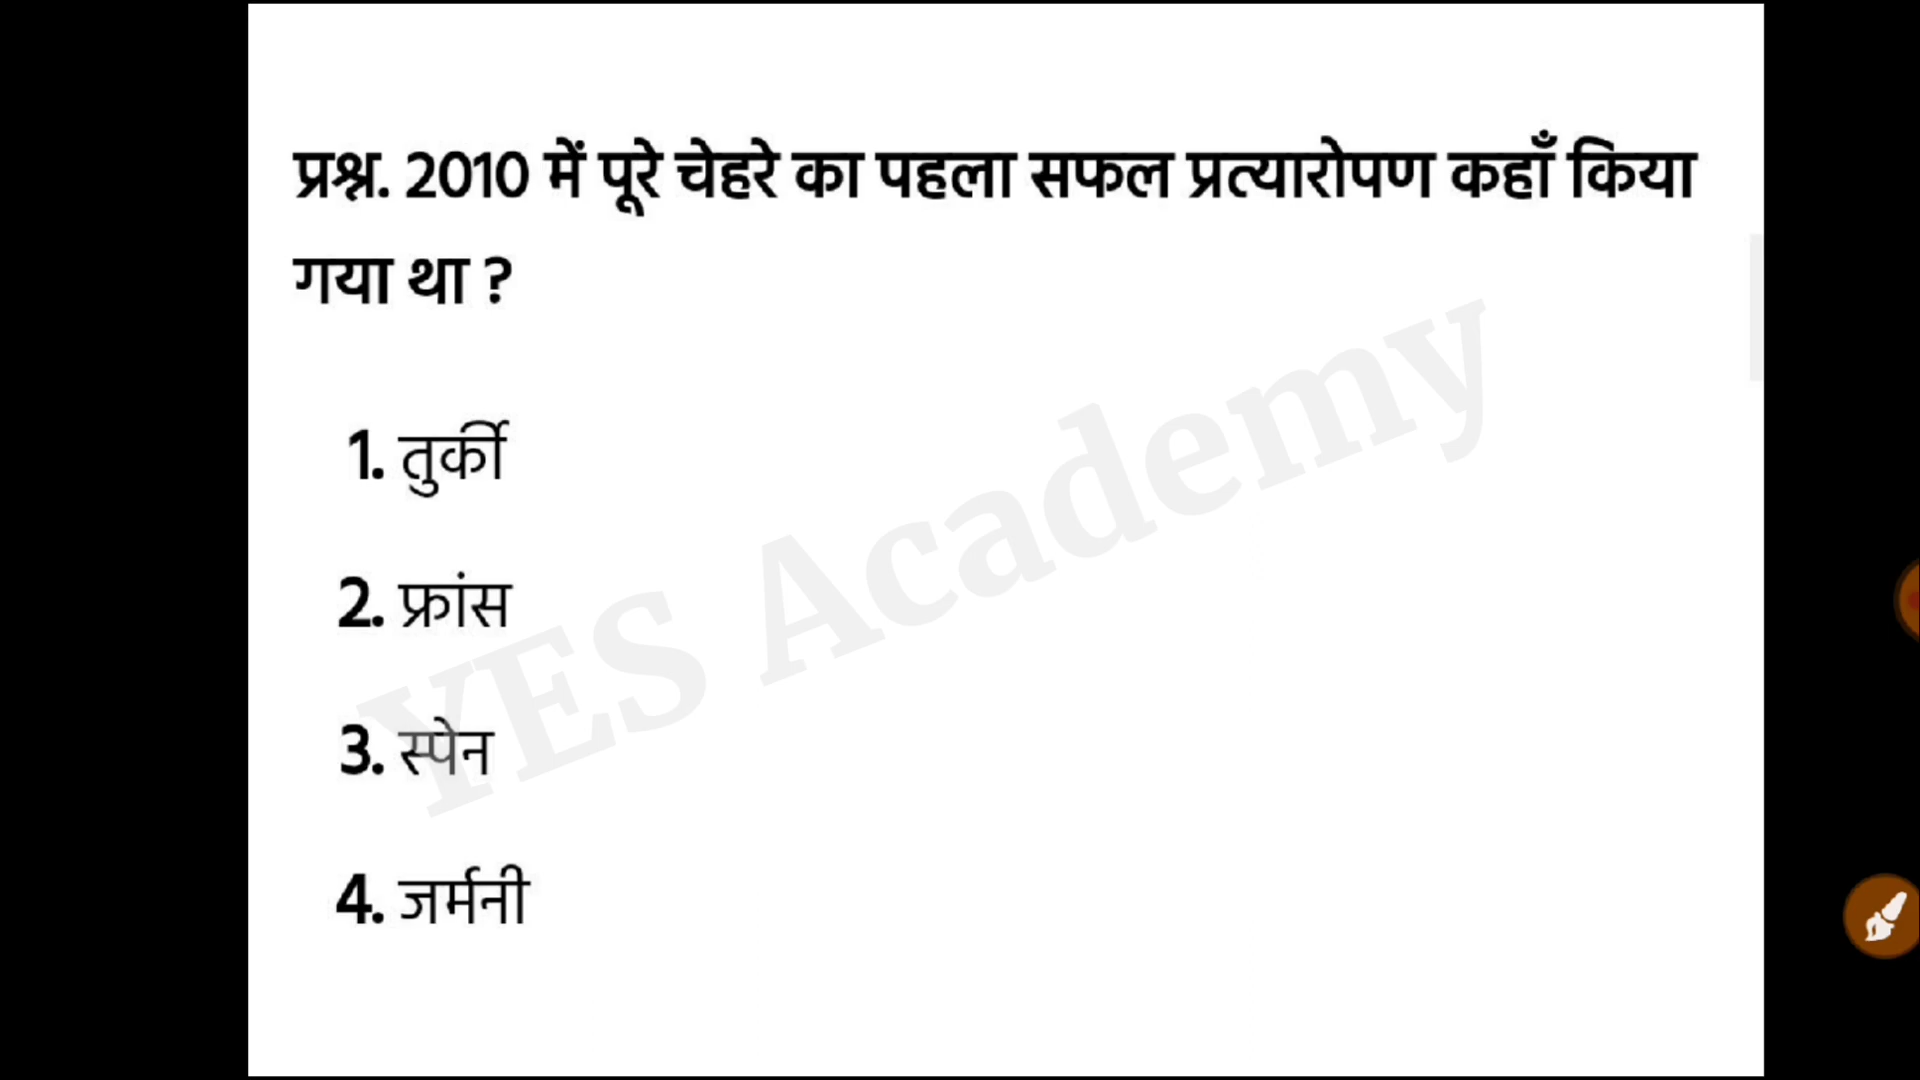 प्रश्न. 2010 में पूरे चेहरे का पहला सफल प्रत्यारोपण कहाँ किया
गया था ?
1. तुर्की
2. फ्रांस
3. स्पेन
4. जर्मनी
YES Academy